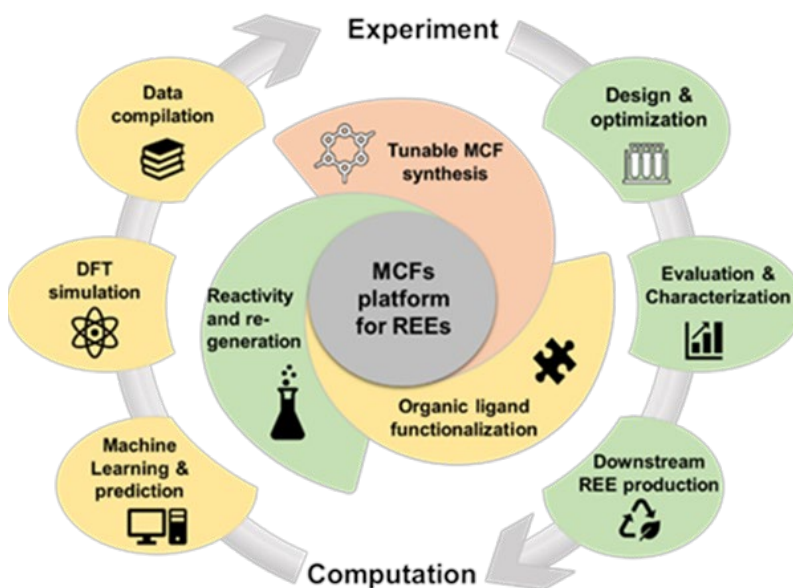 Experiment
Data
compilation
Design &
optimization
Tunable MCF
synthesis
DFT
simulation
Reactivity
and re-
generation
MCFs
platform
for REEs
Evaluation &
Characterization
Organic ligand
functionalization
Machine
Learning &
prediction
Downstream
REE production
Computation